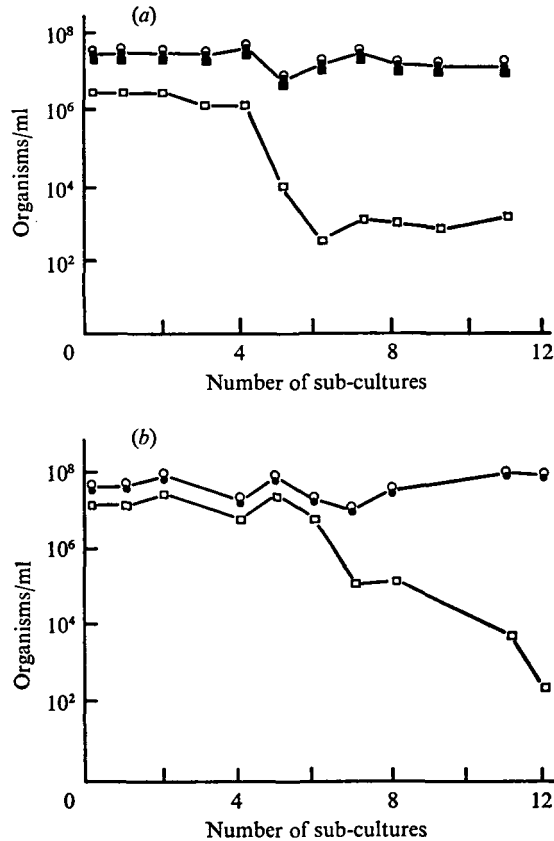 (a)
Organisms/ml
10⁸
10⁶
10⁴
10²
0 4 8 12
Number of sub-cultures
(b)
Organisms/ml
10⁸
10⁶
10⁴
10²
0 4 8 12
Number of sub-cultures